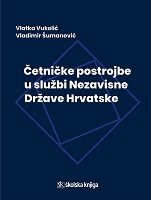 Vlatka Vukelić
Vladimir Šumanović
Četničke postrojbe
u službi Nezavisne
Države Hrvatske
školska knjiga